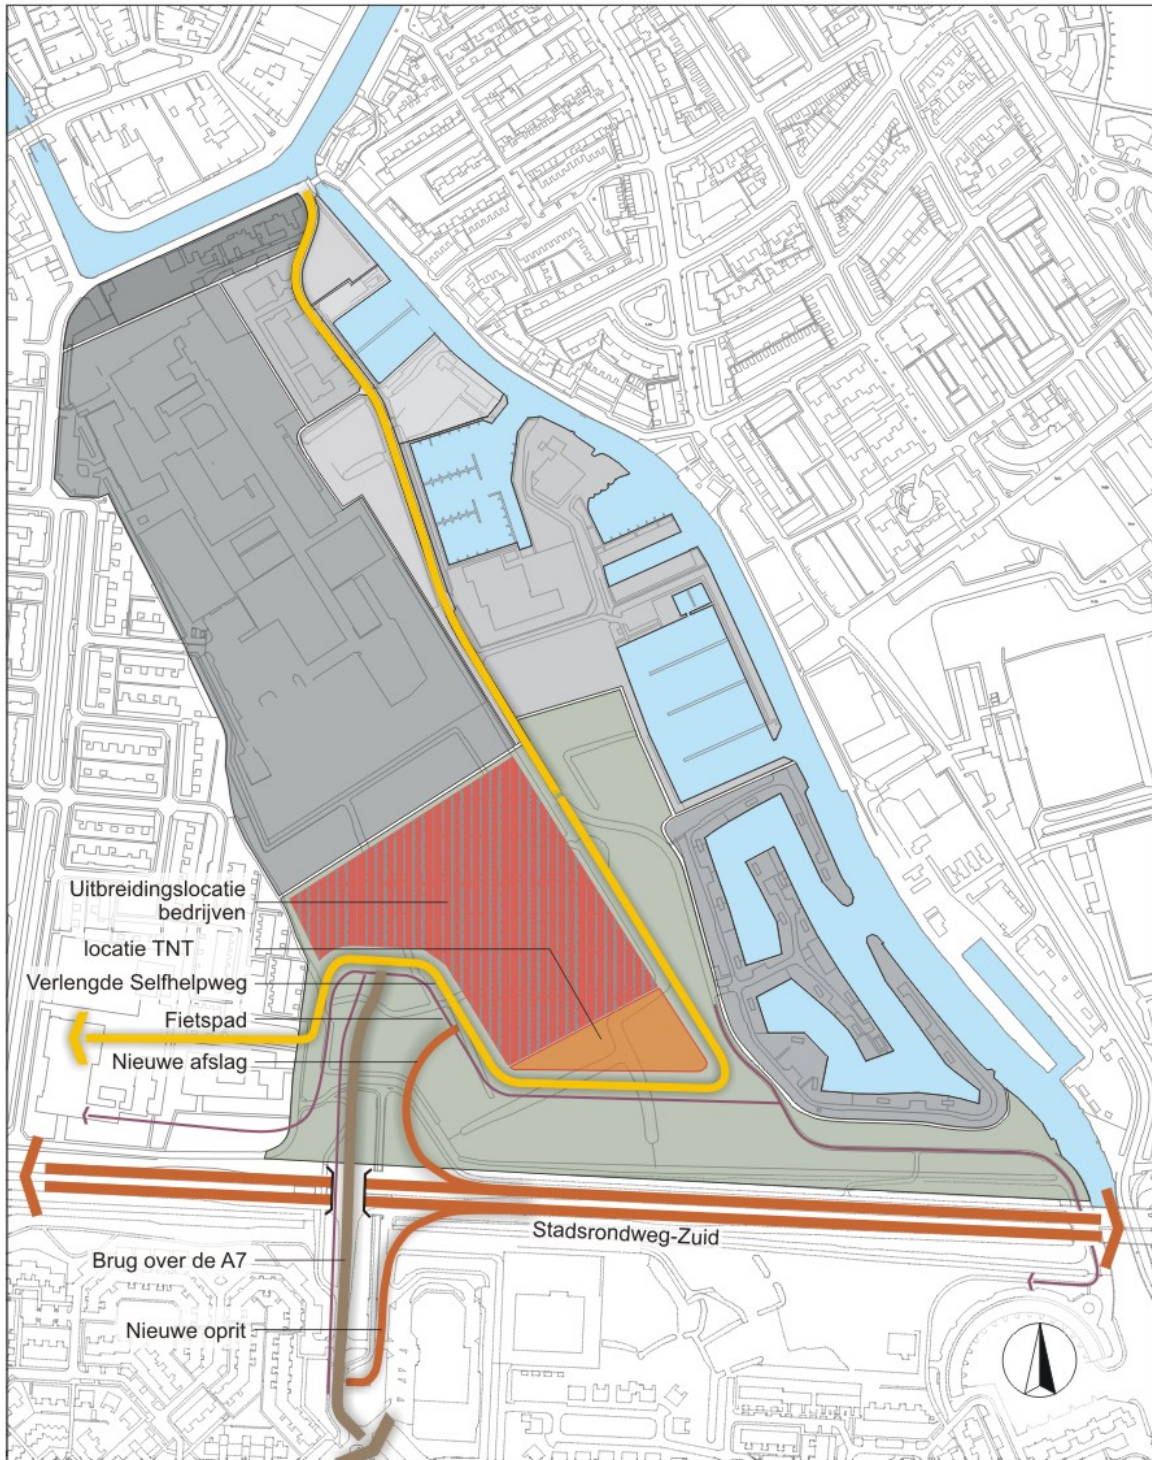 Uitbreidingslocatie
bedrijven
locatie TNT
Verlengde Selfhelpweg
Fietspad
Nieuwe afslag
Stadsrondweg-Zuid
Brug over de A7
Nieuwe oprit